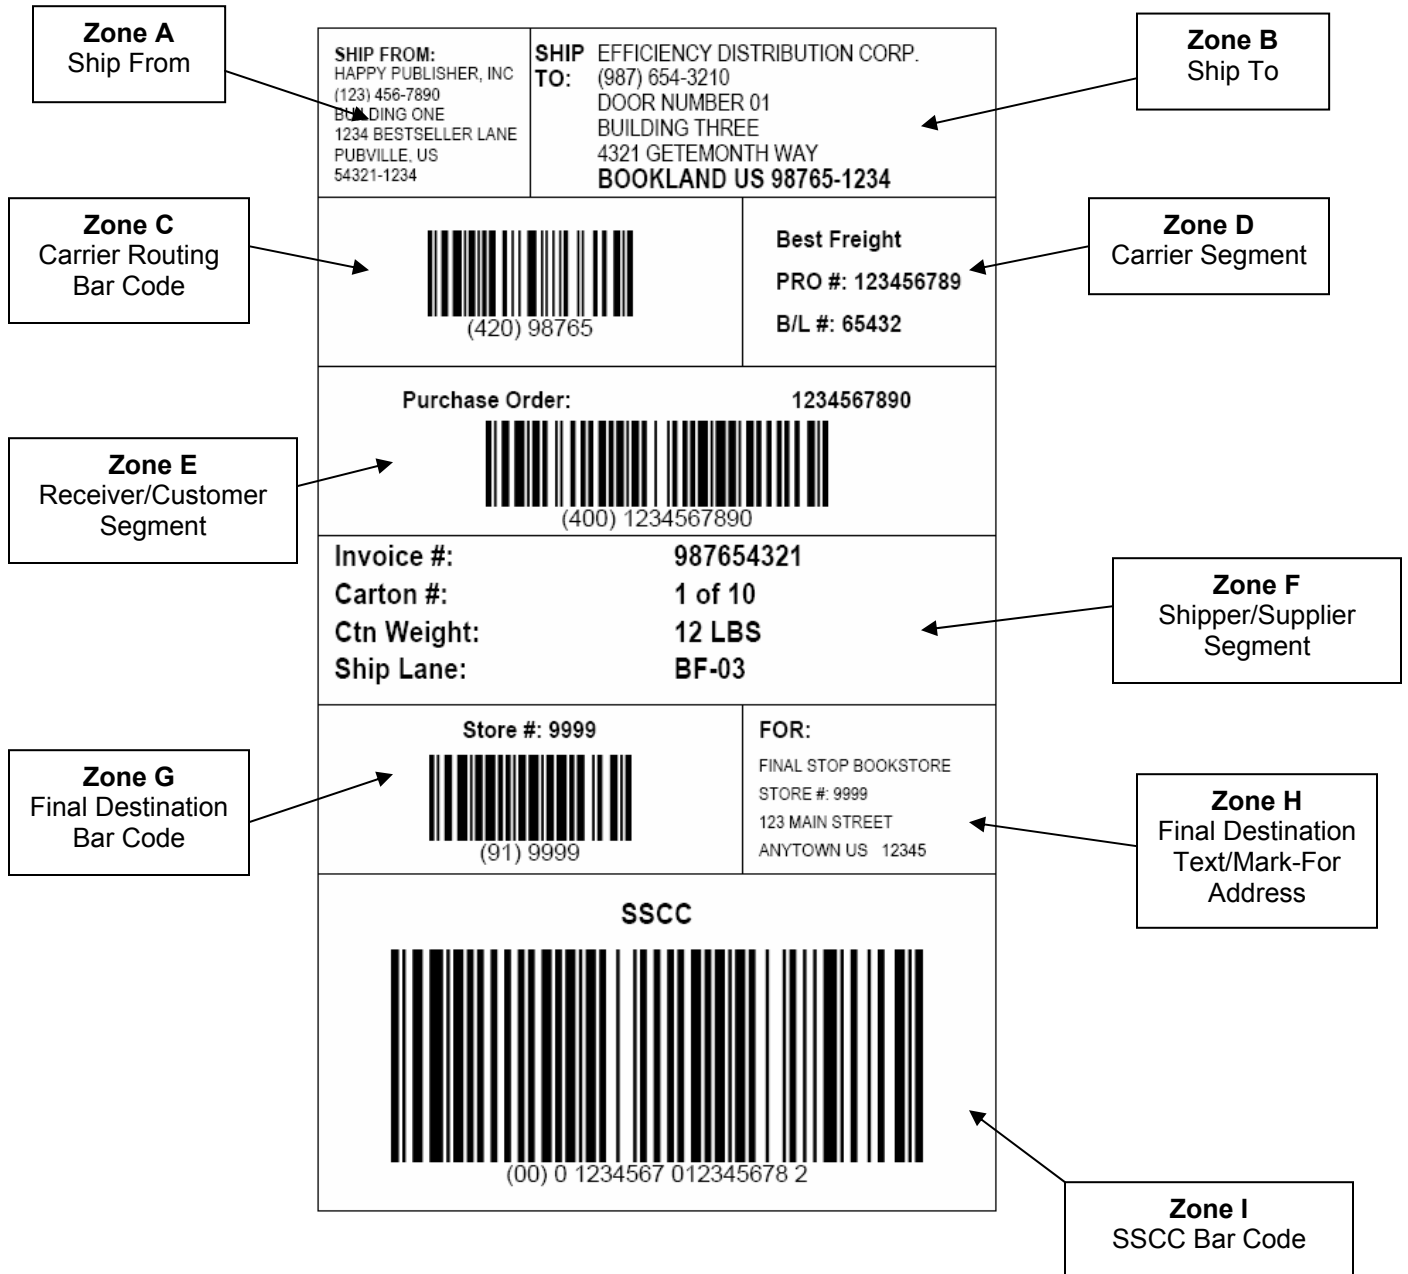 Zone A
Ship From
SHIP FROM:
HAPPY PUBLISHER, INC
(123) 456-7890
BUILDING ONE
1234 BESTSELLER LANE
PUBVILLE, US
54321-1234
SHIP TO:
EFFICIENCY DISTRIBUTION CORP.
(987) 654-3210
DOOR NUMBER 01
BUILDING THREE
4321 GETEMONTH WAY
BOOKLAND US 98765-1234
Zone B
Ship To
Zone C
Carrier Routing
Bar Code
(420) 98765
Best Freight
PRO #: 123456789
B/L #: 65432
Zone D
Carrier Segment
Zone E
Receiver/Customer
Segment
Purchase Order: 1234567890
(400) 1234567890
Invoice #: 987654321
Carton #: 1 of 10
Ctn Weight: 12 LBS
Ship Lane: BF-03
Zone F
Shipper/Supplier
Segment
Zone G
Final Destination
Bar Code
Store #: 9999
(91) 9999
FOR:
FINAL STOP BOOKSTORE
STORE #: 9999
123 MAIN STREET
ANYTOWN US 12345
Zone H
Final Destination
Text/Mark-For
Address
SSCC
(00) 0 1234567 012345678 2
Zone I
SSCC Bar Code